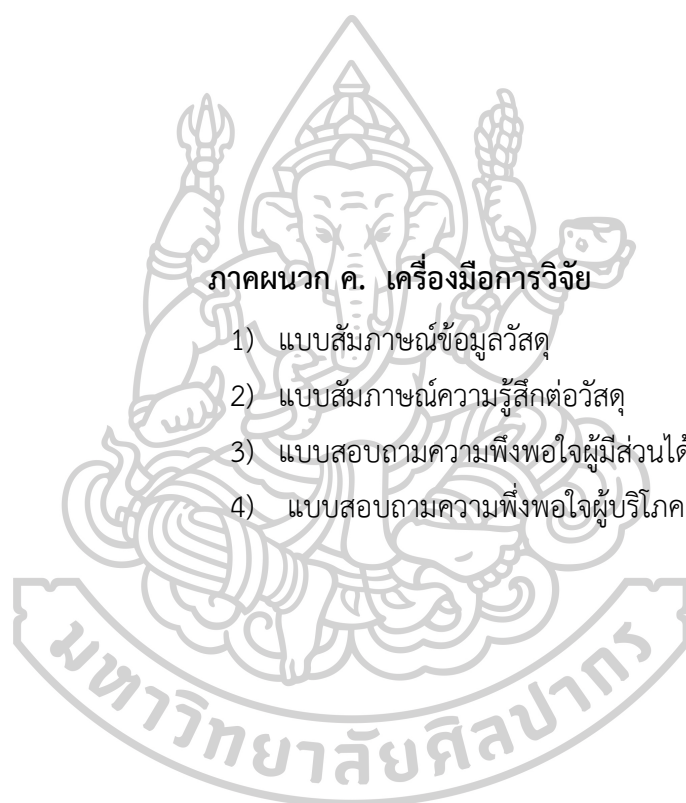 ภาคผนวก ค. เครื่องมือการวิจัย
1) แบบสัมภาษณ์ข้อมูลวัสดุ
2) แบบสัมภาษณ์ความรู้สึกต่อวัสดุ
3) แบบสอบถามความพึงพอใจผู้มีส่วนได้
4) แบบสอบถามความพึ่งพอใจผู้บริโภค
มหาวิทยาลัยศิลปากร